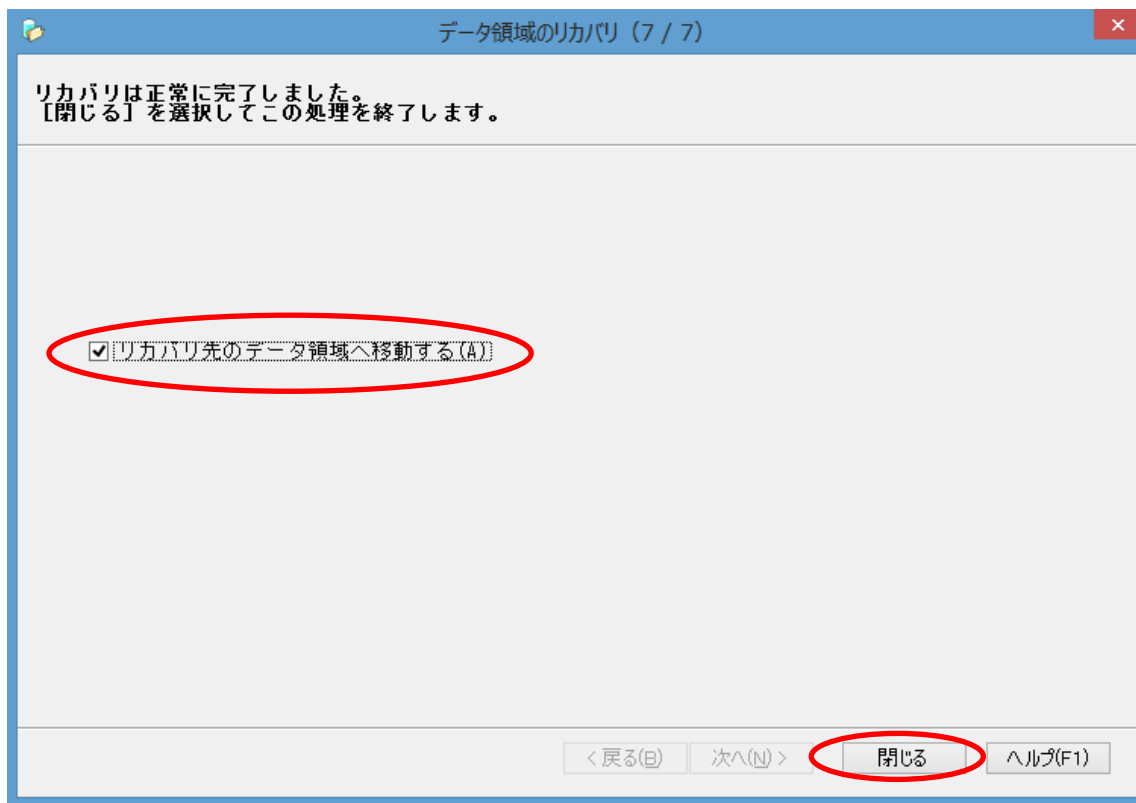 データ領域のリカバリ（7 / 7）
リカバリは正常に完了しました。
［閉じる］を選択してこの処理を終了します。
リカバリ先のデータ領域へ移動する(A)
< 戻る(B)
次へ(N) >
閉じる
ヘルプ(F1)